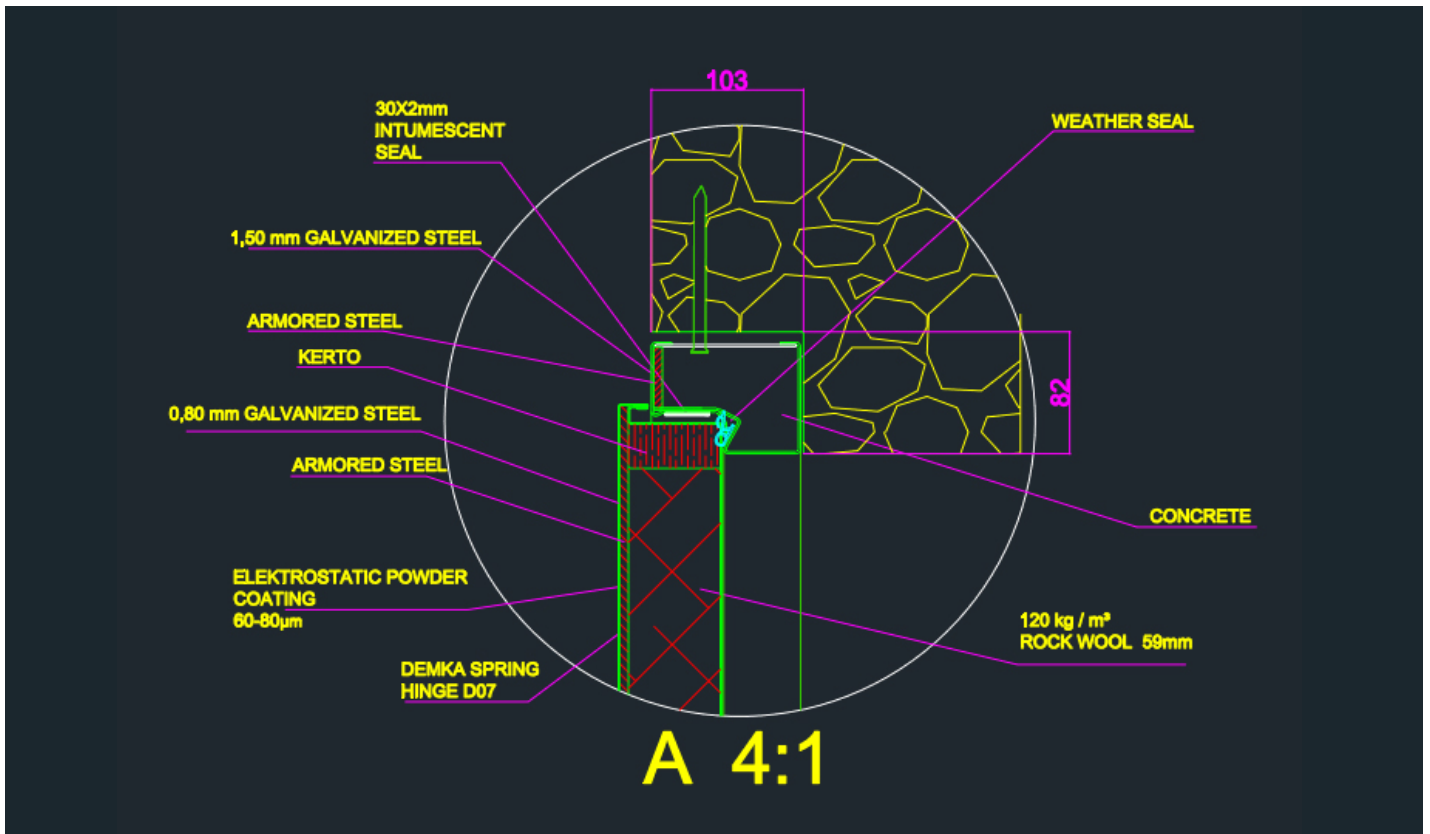 103
30X2mm
INTUMESCENT
SEAL
WEATHER SEAL
1,50 mm GALVANIZED STEEL
ARMORED STEEL
KERTO
82
0,80 mm GALVANIZED STEEL
ARMORED STEEL
CONCRETE
ELEKTROSTATIC POWDER
COATING
60-80µm
120 kg / m³
ROCK WOOL 59mm
DEMKA SPRING
HINGE D07
A 4:1